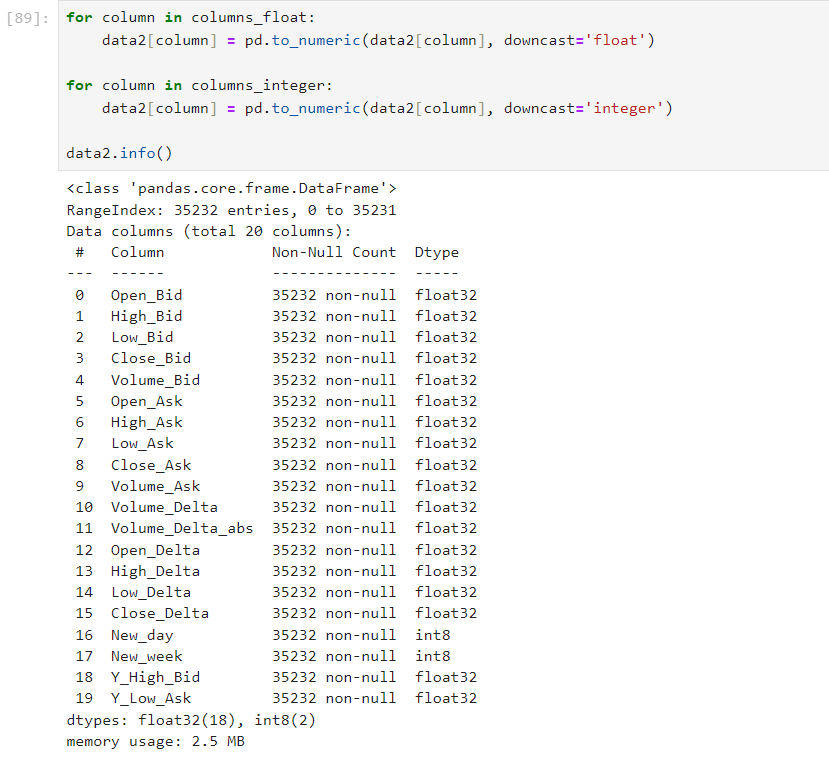 [89]: for column in columns_float:
    data2[column] = pd.to_numeric(data2[column], downcast='float')

for column in columns_integer:
    data2[column] = pd.to_numeric(data2[column], downcast='integer')

data2.info()
<class 'pandas.core.frame.DataFrame'>
RangeIndex: 35232 entries, 0 to 35231
Data columns (total 20 columns):
 #   Column            Non-Null Count  Dtype
---  ------            --------------  -----
 0   Open_Bid          35232 non-null  float32
 1   High_Bid          35232 non-null  float32
 2   Low_Bid           35232 non-null  float32
 3   Close_Bid         35232 non-null  float32
 4   Volume_Bid        35232 non-null  float32
 5   Open_Ask          35232 non-null  float32
 6   High_Ask          35232 non-null  float32
 7   Low_Ask           35232 non-null  float32
 8   Close_Ask         35232 non-null  float32
 9   Volume_Ask        35232 non-null  float32
 10  Volume_Delta      35232 non-null  float32
 11  Volume_Delta_abs  35232 non-null  float32
 12  Open_Delta        35232 non-null  float32
 13  High_Delta        35232 non-null  float32
 14  Low_Delta         35232 non-null  float32
 15  Close_Delta       35232 non-null  float32
 16  New_day           35232 non-null  int8
 17  New_week          35232 non-null  int8
 18  Y_High_Bid        35232 non-null  float32
 19  Y_Low_Ask         35232 non-null  float32
dtypes: float32(18), int8(2)
memory usage: 2.5 MB